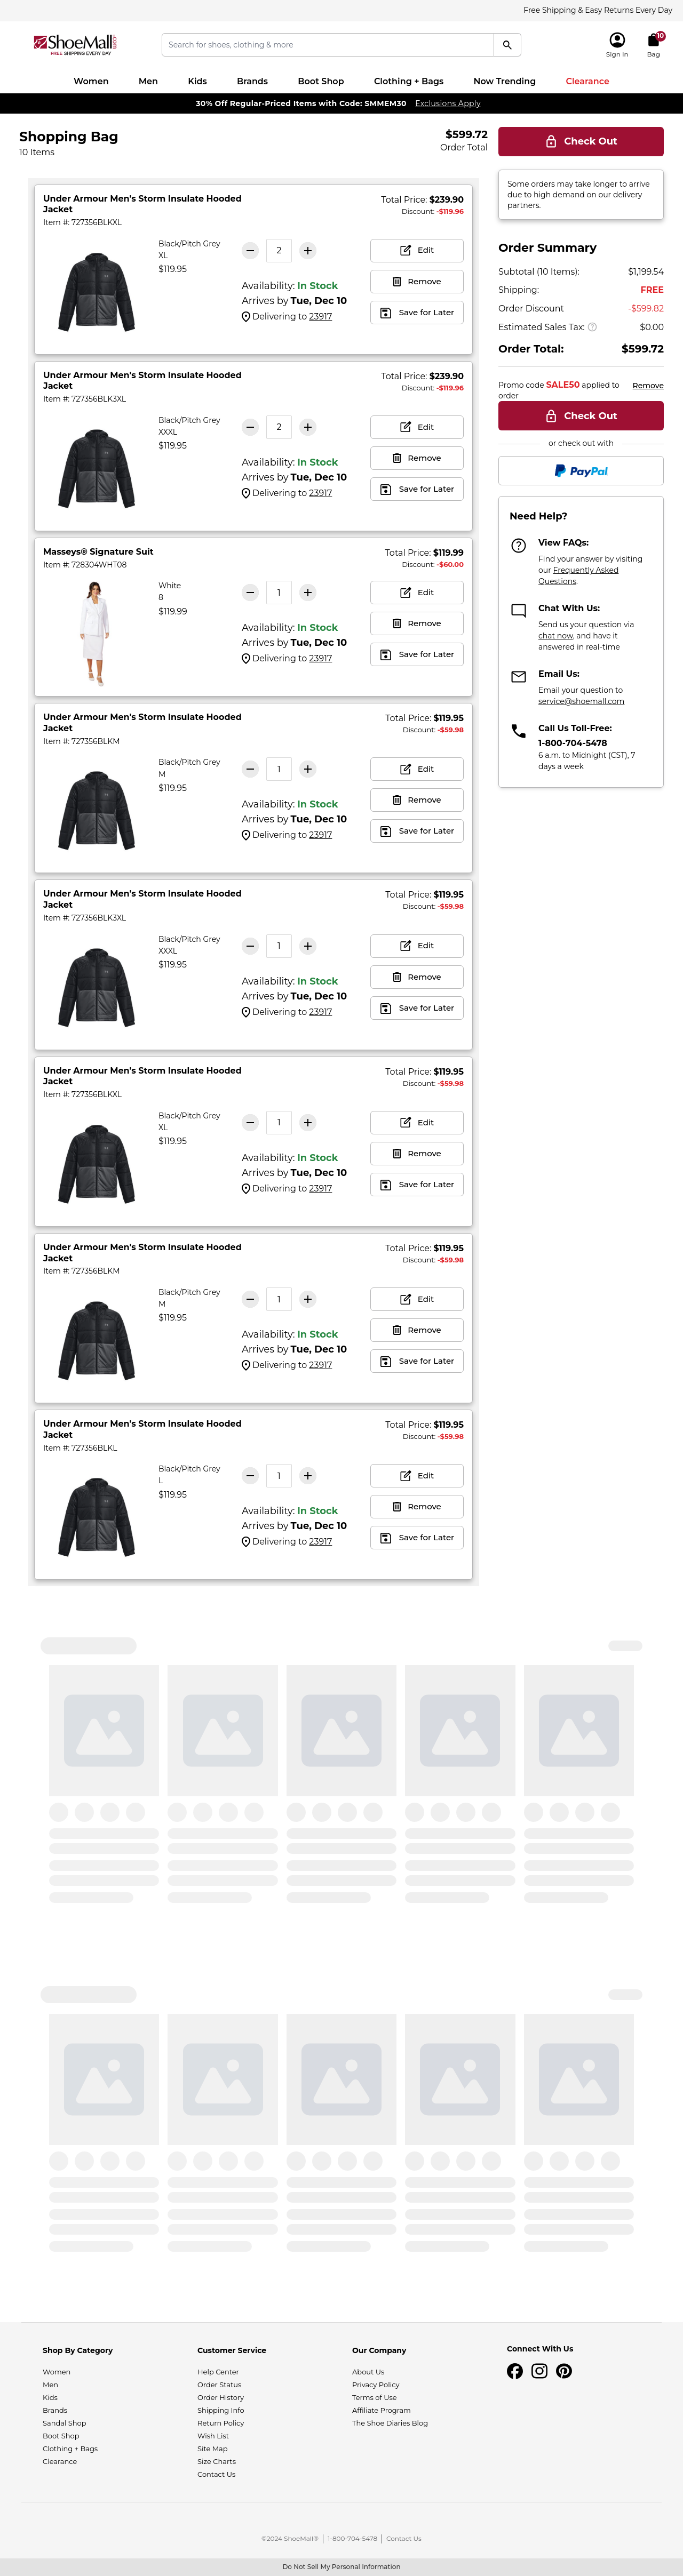 Free Shipping & Easy Returns Every Day
ShoeMall.com
FREE SHIPPING EVERY DAY
Search for shoes, clothing & more
Sign In
10
Bag
Women Men Kids Brands Boot Shop Clothing + Bags Now Trending Clearance
30% Off Regular-Priced Items with Code: SMMEM30 Exclusions Apply
Shopping Bag
10 Items
$599.72
Order Total
Under Armour Men's Storm Insulate Hooded
Jacket
Item #: 727356BLKXL
Total Price: $239.90
Discount: -$119.96
Black/Pitch Grey
XL
$119.95
2
Availability: In Stock
Arrives by Tue, Dec 10
Delivering to 23917
Edit
Remove
Save for Later
Under Armour Men's Storm Insulate Hooded
Jacket
Item #: 727356BLK3XL
Total Price: $239.90
Discount: -$119.96
Black/Pitch Grey
XXXL
$119.95
2
Availability: In Stock
Arrives by Tue, Dec 10
Delivering to 23917
Edit
Remove
Save for Later
Masseys® Signature Suit
Item #: 728304WHT08
Total Price: $119.99
Discount: -$60.00
White
8
$119.99
1
Availability: In Stock
Arrives by Tue, Dec 10
Delivering to 23917
Edit
Remove
Save for Later
Under Armour Men's Storm Insulate Hooded
Jacket
Item #: 727356BLKM
Total Price: $119.95
Discount: -$59.98
Black/Pitch Grey
M
$119.95
1
Availability: In Stock
Arrives by Tue, Dec 10
Delivering to 23917
Edit
Remove
Save for Later
Under Armour Men's Storm Insulate Hooded
Jacket
Item #: 727356BLK3XL
Total Price: $119.95
Discount: -$59.98
Black/Pitch Grey
XXXL
$119.95
1
Availability: In Stock
Arrives by Tue, Dec 10
Delivering to 23917
Edit
Remove
Save for Later
Under Armour Men's Storm Insulate Hooded
Jacket
Item #: 727356BLKXL
Total Price: $119.95
Discount: -$59.98
Black/Pitch Grey
XL
$119.95
1
Availability: In Stock
Arrives by Tue, Dec 10
Delivering to 23917
Edit
Remove
Save for Later
Under Armour Men's Storm Insulate Hooded
Jacket
Item #: 727356BLKM
Total Price: $119.95
Discount: -$59.98
Black/Pitch Grey
M
$119.95
1
Availability: In Stock
Arrives by Tue, Dec 10
Delivering to 23917
Edit
Remove
Save for Later
Under Armour Men's Storm Insulate Hooded
Jacket
Item #: 727356BLKL
Total Price: $119.95
Discount: -$59.98
Black/Pitch Grey
L
$119.95
1
Availability: In Stock
Arrives by Tue, Dec 10
Delivering to 23917
Edit
Remove
Save for Later
Check Out
Some orders may take longer to arrive
due to high demand on our delivery
partners.
Order Summary
Subtotal (10 Items): $1,199.54
Shipping: FREE
Order Discount -$599.82
Estimated Sales Tax: $0.00
Order Total: $599.72
Promo code SALE50 applied to
order
Remove
Check Out
or check out with
PayPal
Need Help?
View FAQs:
Find your answer by visiting
our Frequently Asked
Questions.
Chat With Us:
Send us your question via
chat now, and have it
answered in real-time
Email Us:
Email your question to
service@shoemall.com
Call Us Toll-Free:
1-800-704-5478
6 a.m. to Midnight (CST), 7
days a week
Shop By Category
Women
Men
Kids
Brands
Sandal Shop
Boot Shop
Clothing + Bags
Clearance
Customer Service
Help Center
Order Status
Order History
Shipping Info
Return Policy
Wish List
Site Map
Size Charts
Contact Us
Our Company
About Us
Privacy Policy
Terms of Use
Affiliate Program
The Shoe Diaries Blog
Connect With Us
©2024 ShoeMall® 1-800-704-5478 Contact Us
Do Not Sell My Personal Information